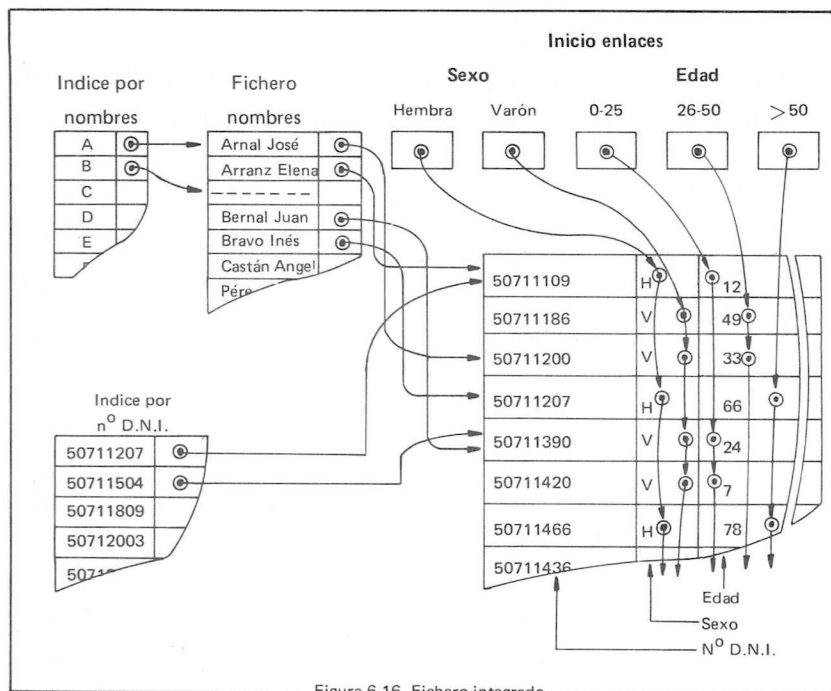 Inicio enlaces
Sexo Edad
Indice por nombres
Fichero nombres
Hembra Varón 0-25 26-50 >50
A
B
C
D
E
Arnal José
Arranz Elena
Bernal Juan
Bravo Inés
Castán Angel
Pére
50711109 H 12
50711186 V 49
50711200 V 33
50711207 H 66
50711390 V 24
50711420 V 7
50711466 H 78
50711436
Indice por
nº D.N.I.
50711207
50711504
50711809
50712003
Edad
Sexo
Nº D.N.I.
Figura 6.16. Fichero integrado